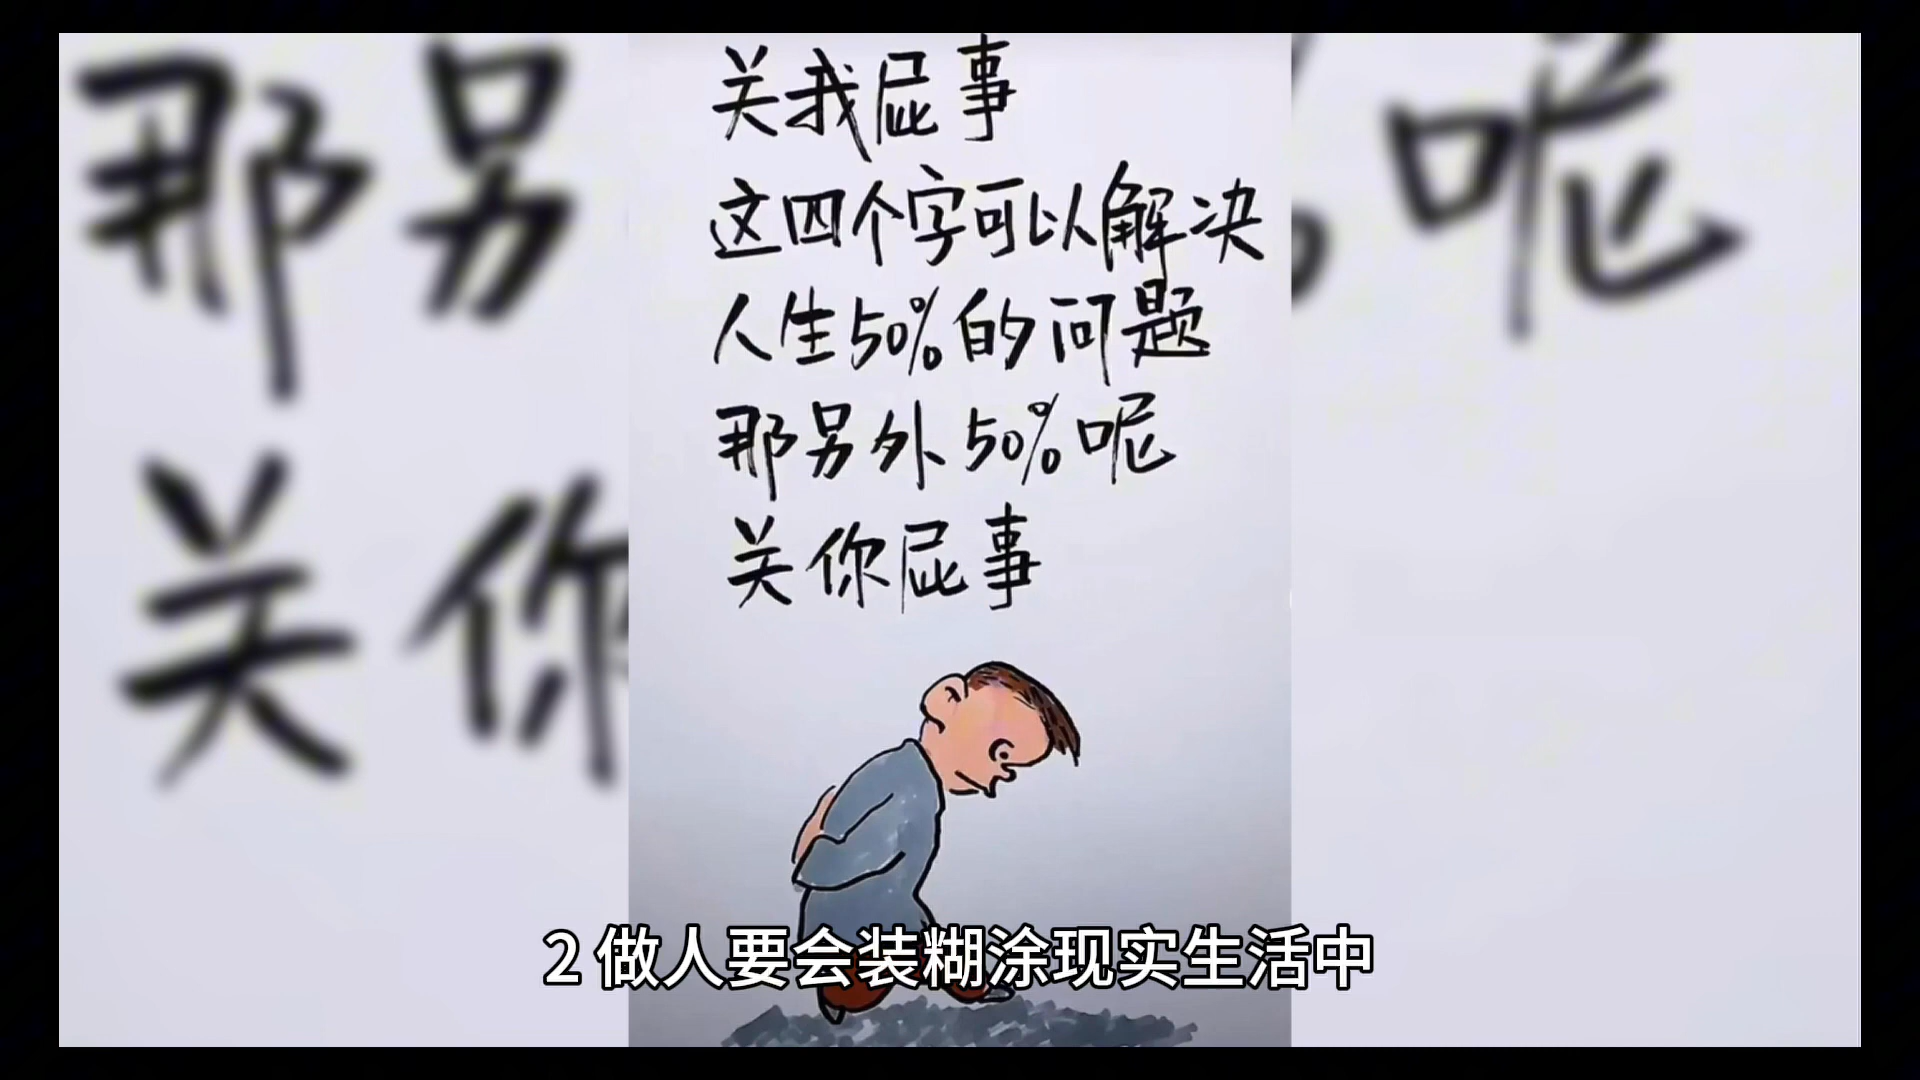 关我屁事
这四个字可以解决
人生50%的问题
那另外50%呢
关你屁事
2 做人要会装糊涂现实生活中